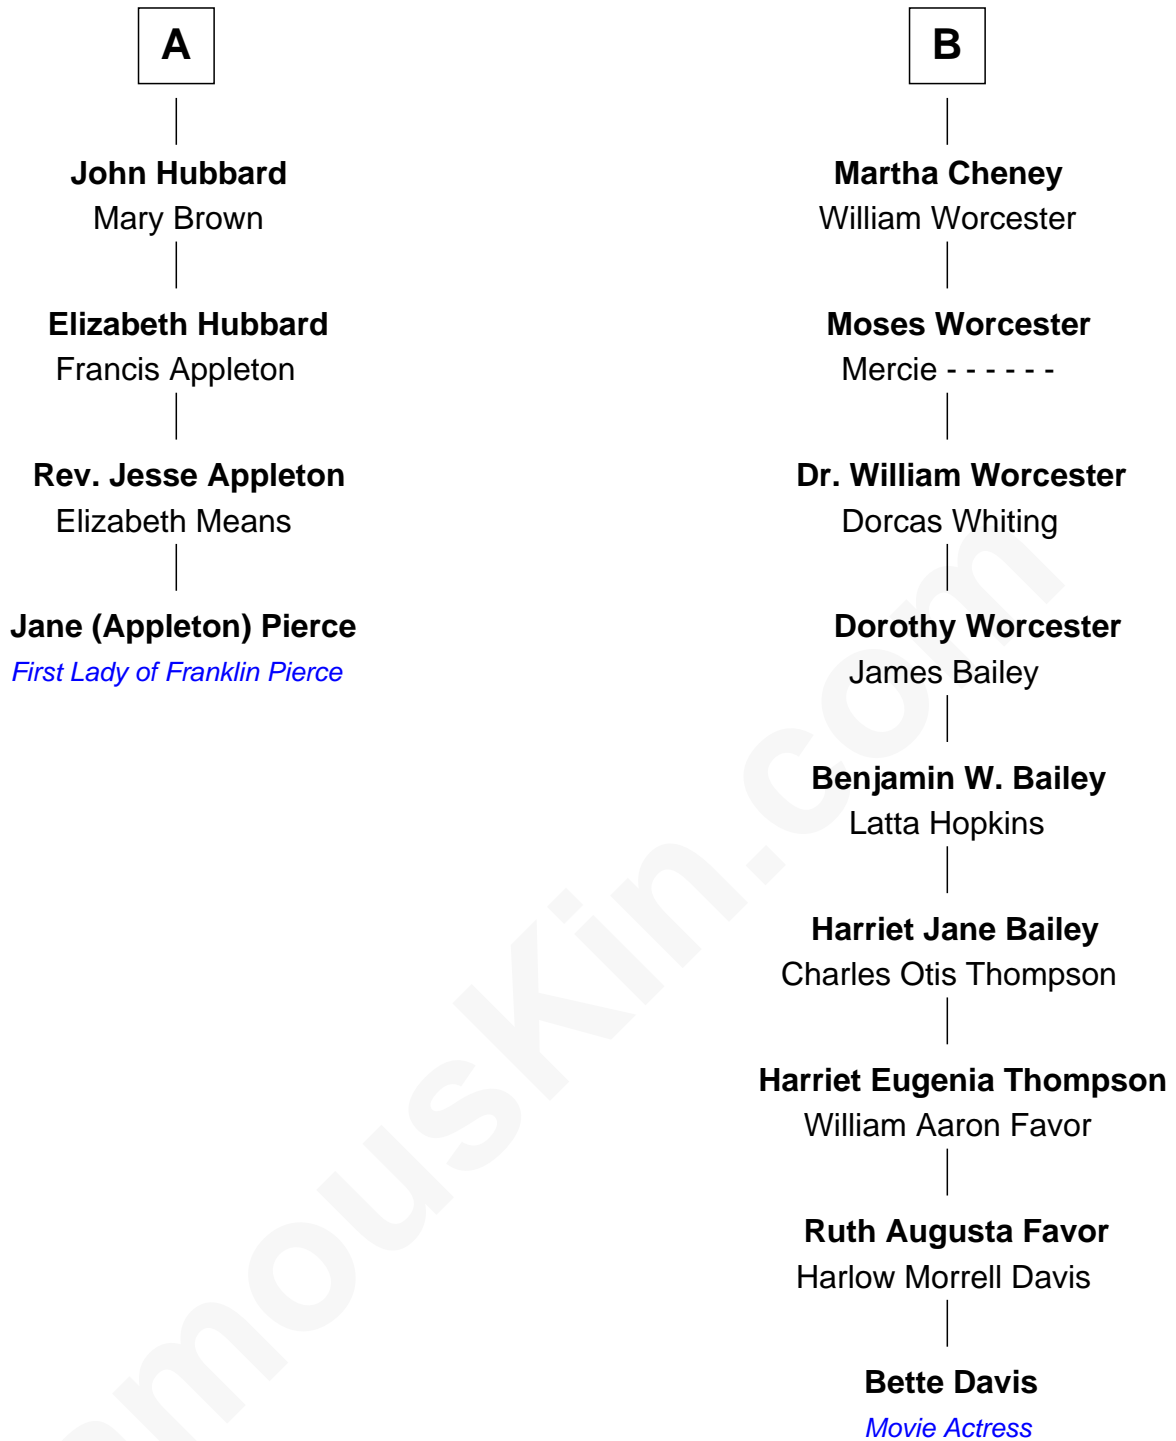 A
John Hubbard
Mary Brown
Elizabeth Hubbard
Francis Appleton
Rev. Jesse Appleton
Elizabeth Means
Jane (Appleton) Pierce
First Lady of Franklin Pierce
B
Martha Cheney
William Worcester
Moses Worcester
Mercie - - - - - -
Dr. William Worcester
Dorcas Whiting
Dorothy Worcester
James Bailey
Benjamin W. Bailey
Latta Hopkins
Harriet Jane Bailey
Charles Otis Thompson
Harriet Eugenia Thompson
William Aaron Favor
Ruth Augusta Favor
Harlow Morrell Davis
Bette Davis
Movie Actress
amouskin.com